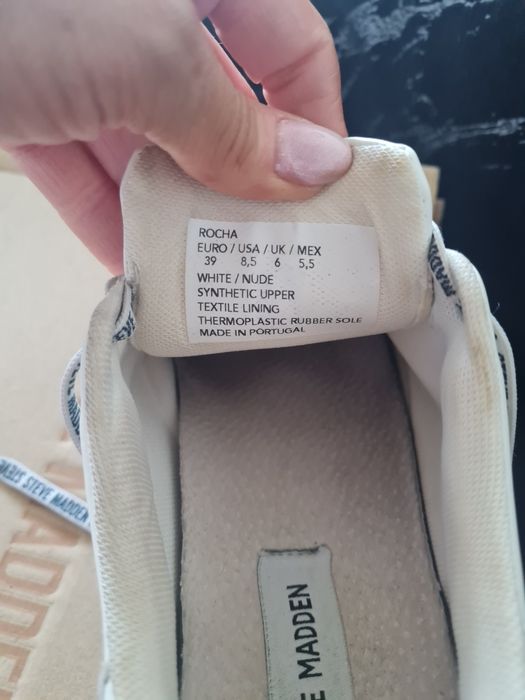 ROCHA
EURO / USA / UK / MEX
39 8,5 6 5,5
WHITE / NUDE
SYNTHETIC UPPER
TEXTILE LINING
THERMOPLASTIC RUBBER SOLE
MADE IN PORTUGAL
MADDEN
STEVE MADDEN
STEVE
E MADDEN
ADDEN